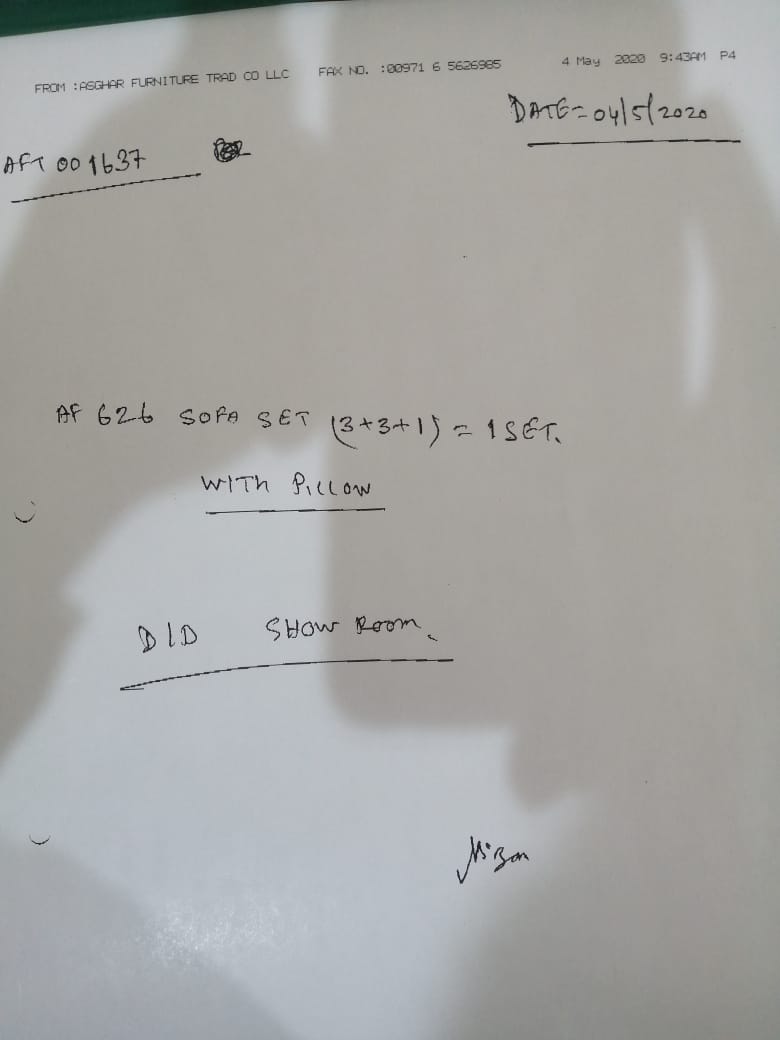 FROM :ASGHAR FURNITURE TRAD CO LLC FAX NO. :00971 6 5626985 4 May 2020 9:43AM P4
DATE= 04/5/2020
AFT 001637
AF 626 SOFA SET (3+3+1) = 1 SET.
WITH PILLOW
DID SHOW ROOM.
Mizan